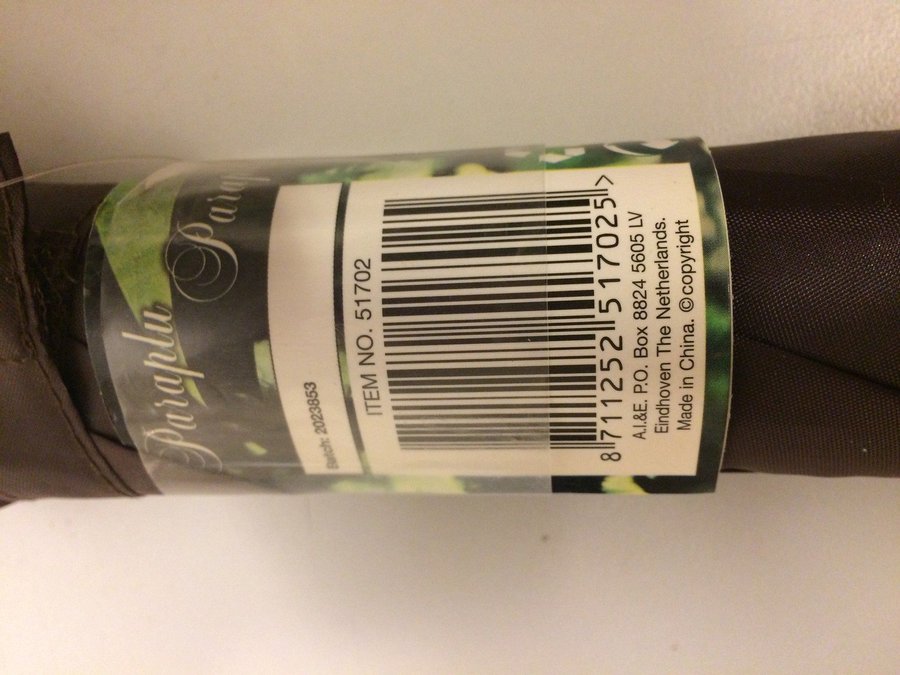 Paraplu Parap
Batch: 2023653
ITEM NO. 51702
8 711252 517025 >
A.I.&E. P.O. Box 8824 5605 LV
Eindhoven The Netherlands.
Made in China. ©copyright